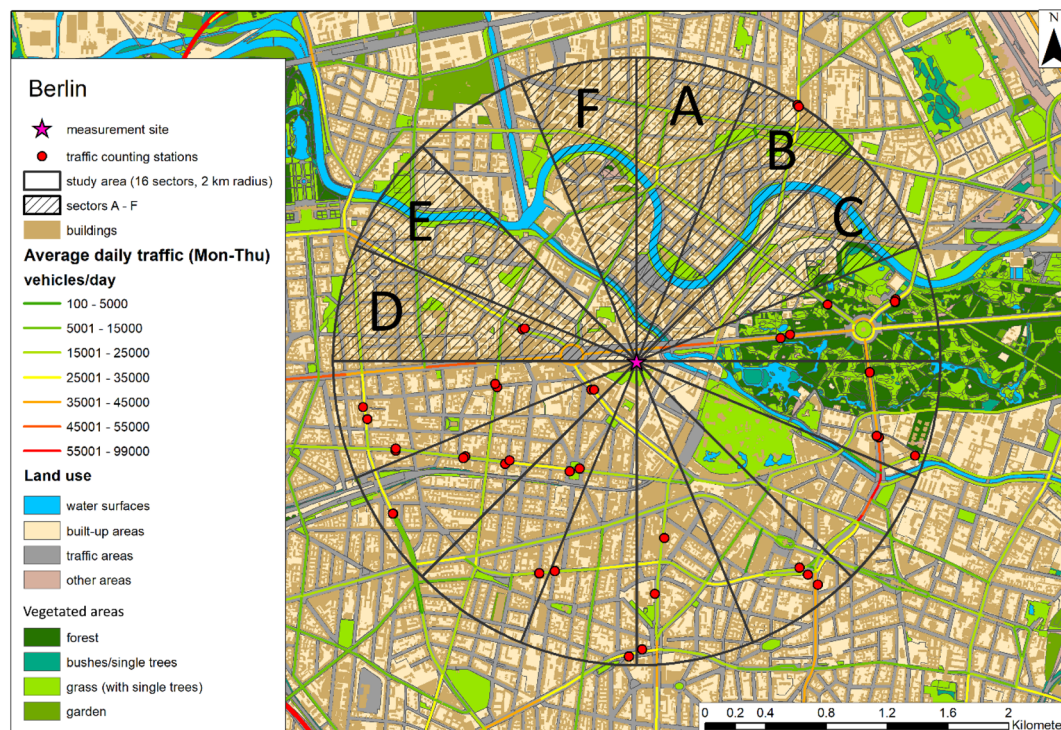 Berlin
measurement site
traffic counting stations
study area (16 sectors, 2 km radius)
sectors A - F
buildings
Average daily traffic (Mon-Thu)
vehicles/day
100 - 5000
5001 - 15000
15001 - 25000
25001 - 35000
35001 - 45000
45001 - 55000
55001 - 99000
Land use
water surfaces
built-up areas
traffic areas
other areas
Vegetated areas
forest
bushes/single trees
grass (with single trees)
garden
N
F A
B
E C
D
0 0.2 0.4 0.8 1.2 1.6 2
Kilomete